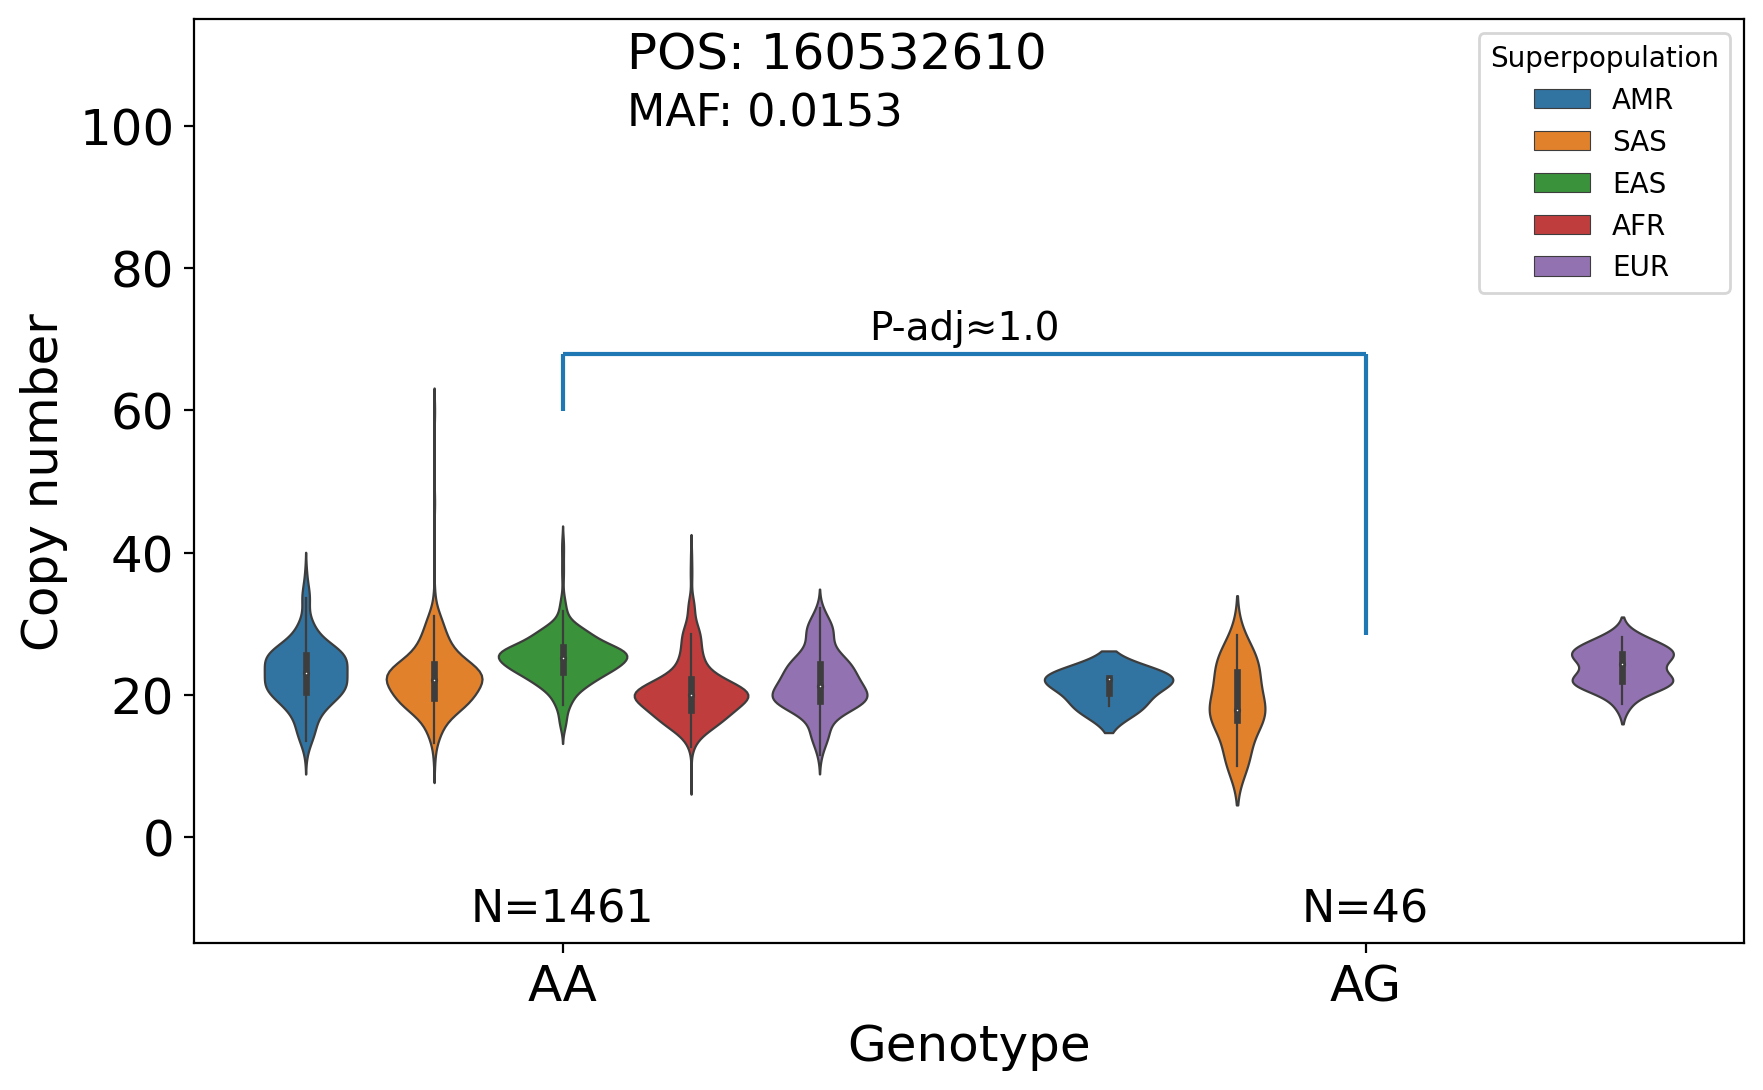 POS: 160532610
MAF: 0.0153
Superpopulation
AMR
SAS
EAS
AFR
EUR
P-adj≈1.0
Copy number
100
80
60
40
20
0
N=1461
N=46
AA
AG
Genotype